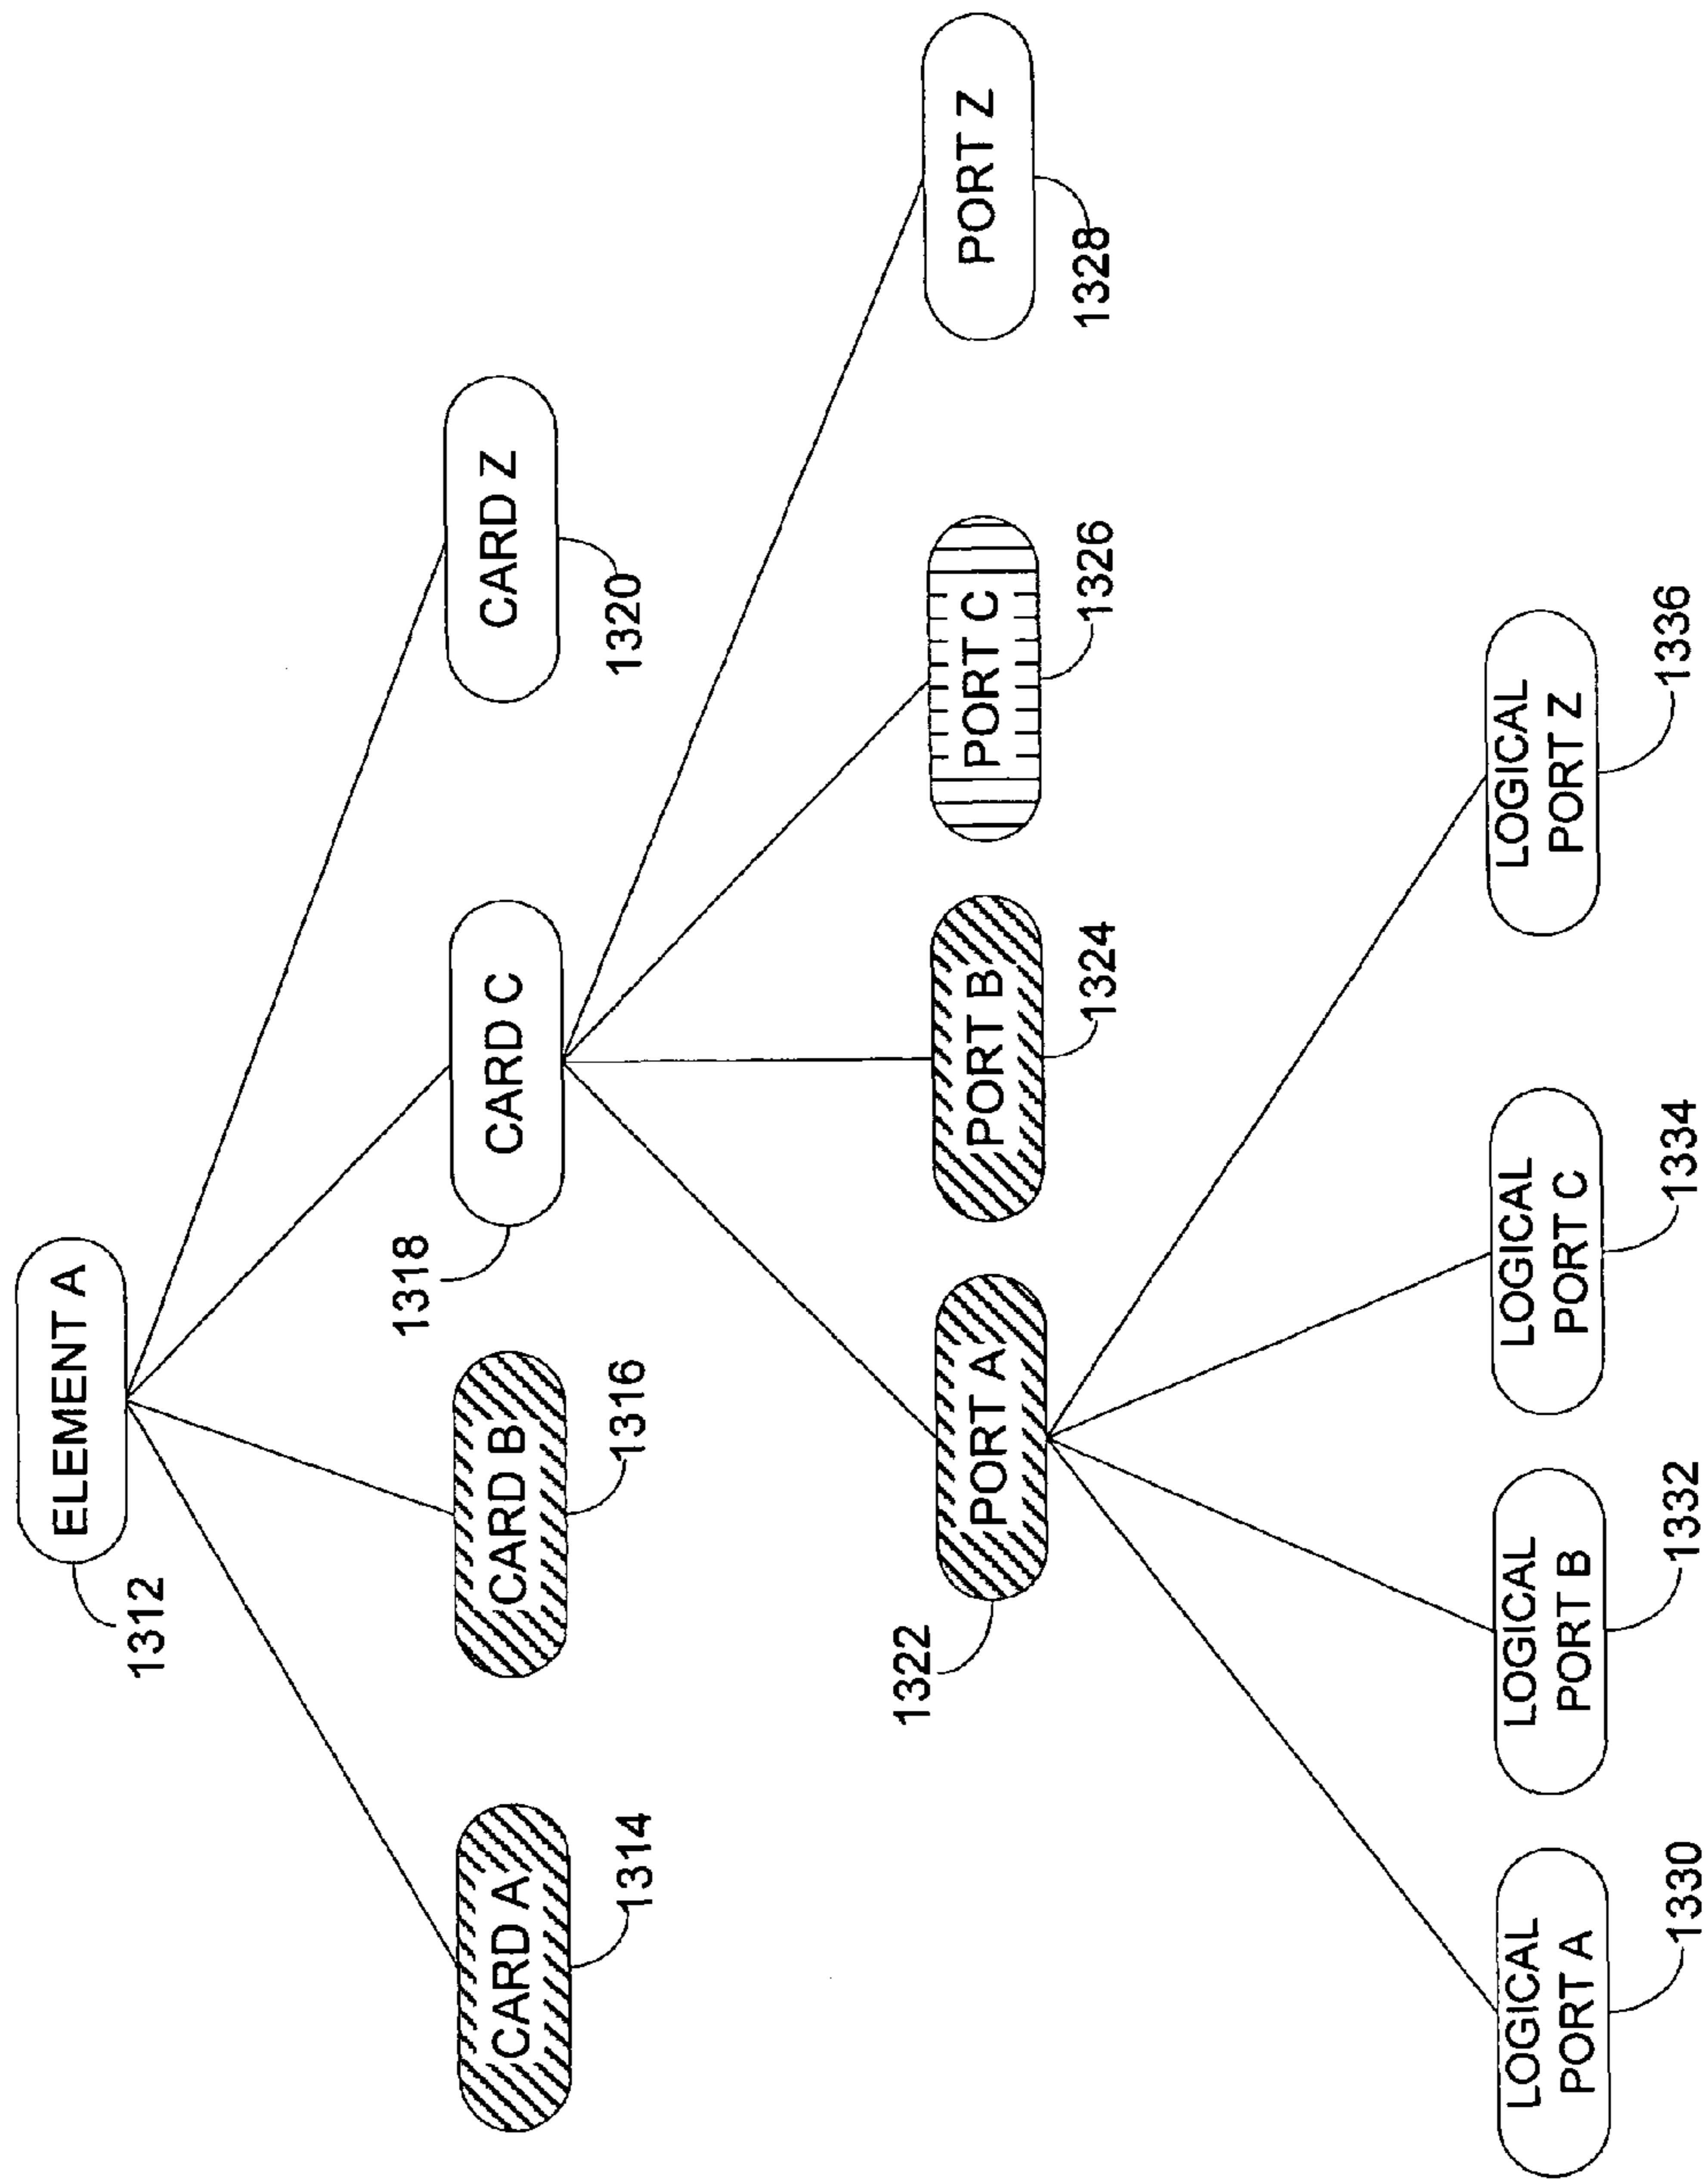 ELEMENT A
1312
CARD A
1314
CARD B
1316
CARD C
1318
CARD Z
1320
PORT A
1322
PORT B
1324
PORT C
1326
PORT Z
1328
LOGICAL
PORT A
1330
LOGICAL
PORT B
1332
LOGICAL
PORT C
1334
LOGICAL
PORT Z
1336